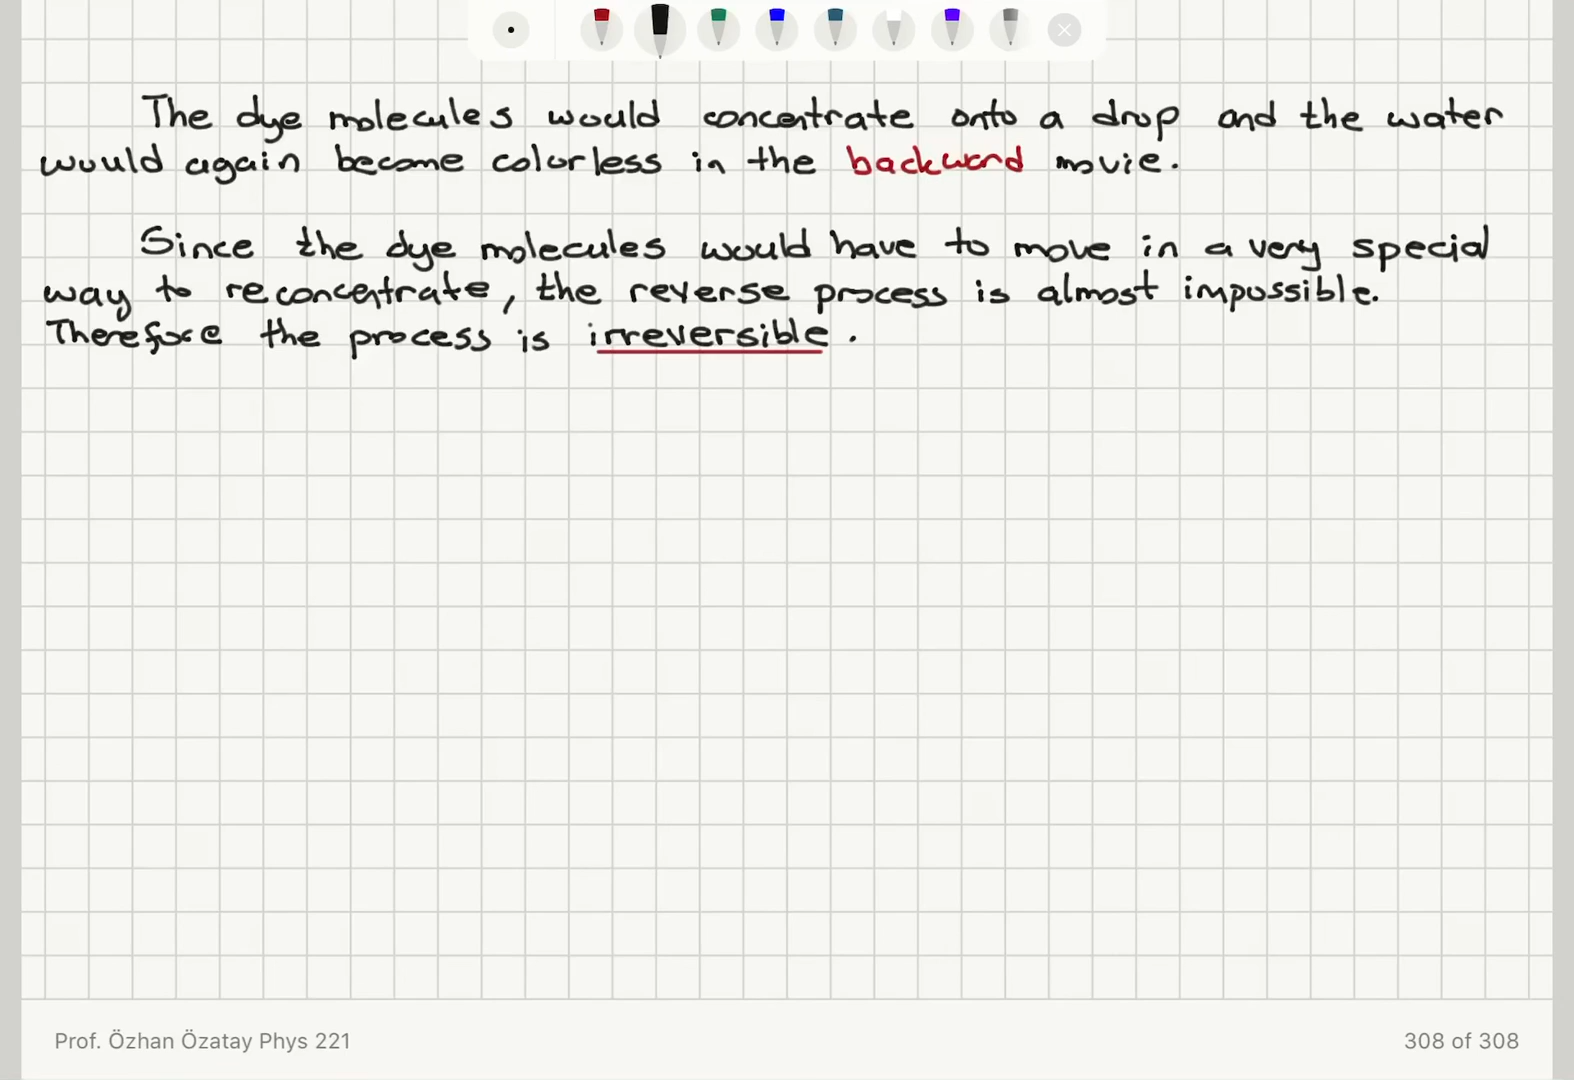 The dye molecules would concentrate onto a drop and the water
would again become colorless in the backward movie.
Since the dye molecules would have to move in a very special
way to reconcentrate, the reverse process is almost impossible.
Therefore the process is irreversible.
Prof. Özhan Özatay Phys 221
308 of 308